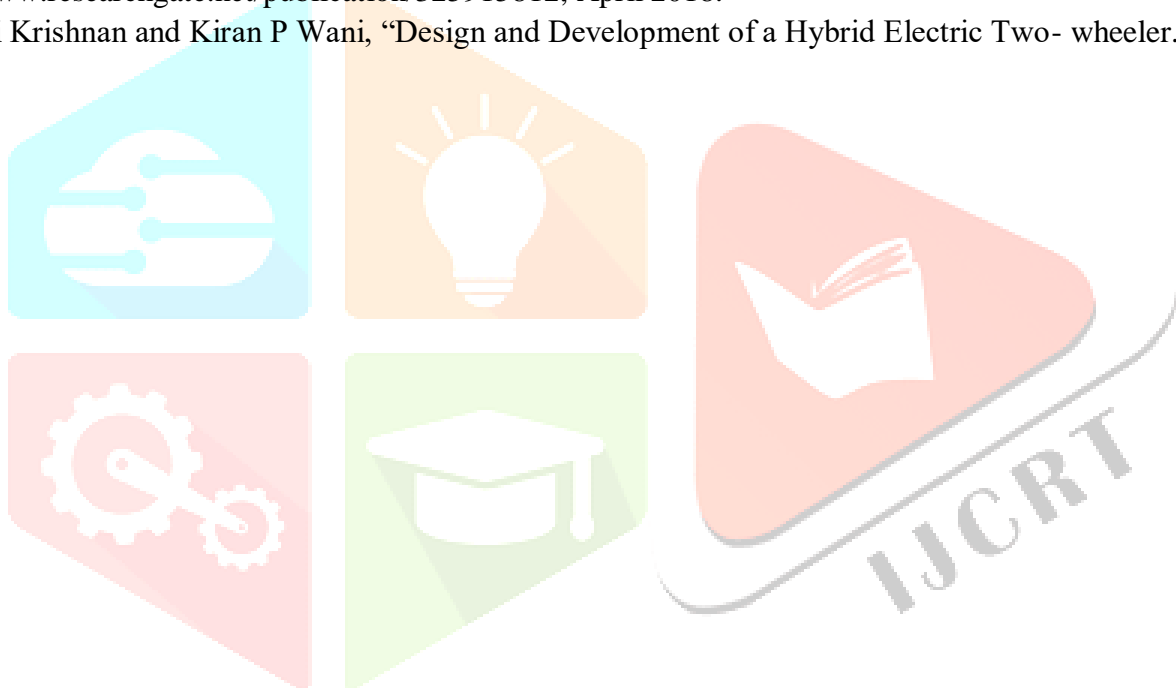 Krishnan and Kiran P Wani, “Design and Development of a Hybrid Electric Two- wheeler.
IJCRT